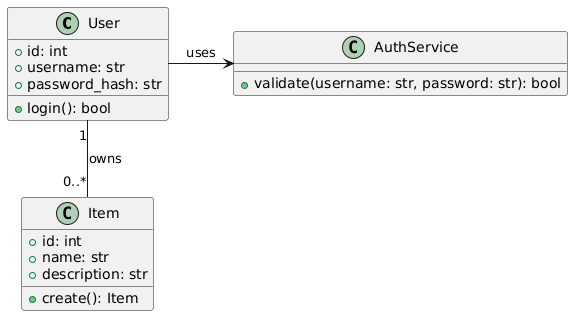 C User
+ id: int
+ username: str
+ password_hash: str
+ login(): bool
uses
C AuthService
+ validate(username: str, password: str): bool
1
owns
0..*
C Item
+ id: int
+ name: str
+ description: str
+ create(): Item